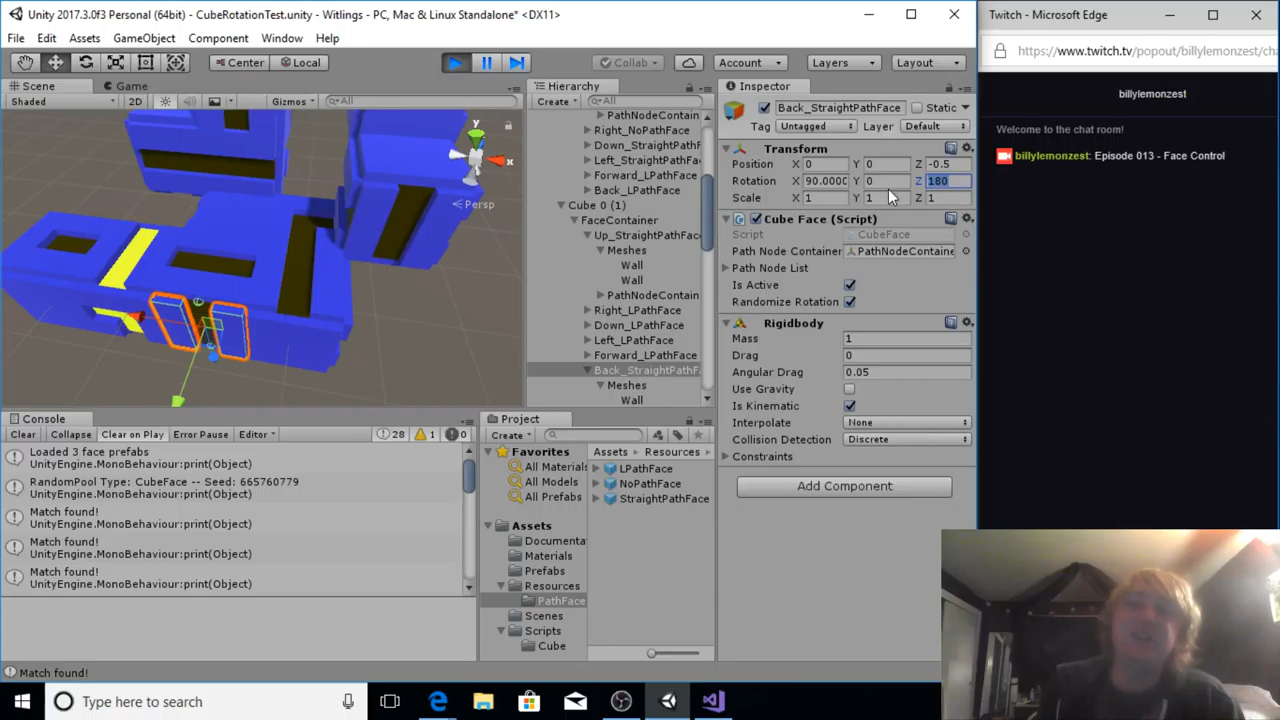 Unity 2017.3.0f3 Personal (64bit) - CubeRotationTest.unity - Witlings - PC, Mac & Linux Standalone* <DX11>
File Edit Assets GameObject Component Window Help
Center Local Collab Account Layers Layout
Scene Game
Shaded 2D Gizmos All
y
x
Persp
Hierarchy
Create All
PathNodeContain
Right_NoPathFace
Down_StraightPathF
Left_StraightPathFa
Forward_LPathFace
Back_LPathFace
Cube 0 (1)
FaceContainer
Up_StraightPathFac
Meshes
Wall
Wall
PathNodeContain
Right_LPathFace
Down_LPathFace
Left_LPathFace
Forward_LPathFace
Back_StraightPathFa
Meshes
Wall
Inspector
Back_StraightPathFace Static
Tag Untagged Layer Default
Transform
Position X 0 Y 0 Z -0.5
Rotation X 90.0000 Y 0 Z 180
Scale X 1 Y 1 Z 1
Cube Face (Script)
Script CubeFace
Path Node Container PathNodeContaine
Path Node List
Is Active
Randomize Rotation
Rigidbody
Mass 1
Drag 0
Angular Drag 0.05
Use Gravity
Is Kinematic
Interpolate None
Collision Detection Discrete
Constraints
Add Component
Console
Clear Collapse Clear on Play Error Pause Editor 28 1 0
Loaded 3 face prefabs
UnityEngine.MonoBehaviour:print(Object)
RandomPool Type: CubeFace -- Seed: 665760779
UnityEngine.MonoBehaviour:print(Object)
Match found!
UnityEngine.MonoBehaviour:print(Object)
Match found!
UnityEngine.MonoBehaviour:print(Object)
Match found!
UnityEngine.MonoBehaviour:print(Object)
Match found!
Project
Create
Favorites
All Materials
All Models
All Prefabs
Assets
Documenta
Materials
Prefabs
Resources
PathFace
Scenes
Scripts
Cube
Assets Resources
LPathFace
NoPathFace
StraightPathFace
Twitch - Microsoft Edge
https://www.twitch.tv/popout/billylemonzest/cha
billylemonzest
Welcome to the chat room!
billylemonzest: Episode 013 - Face Control
Type here to search